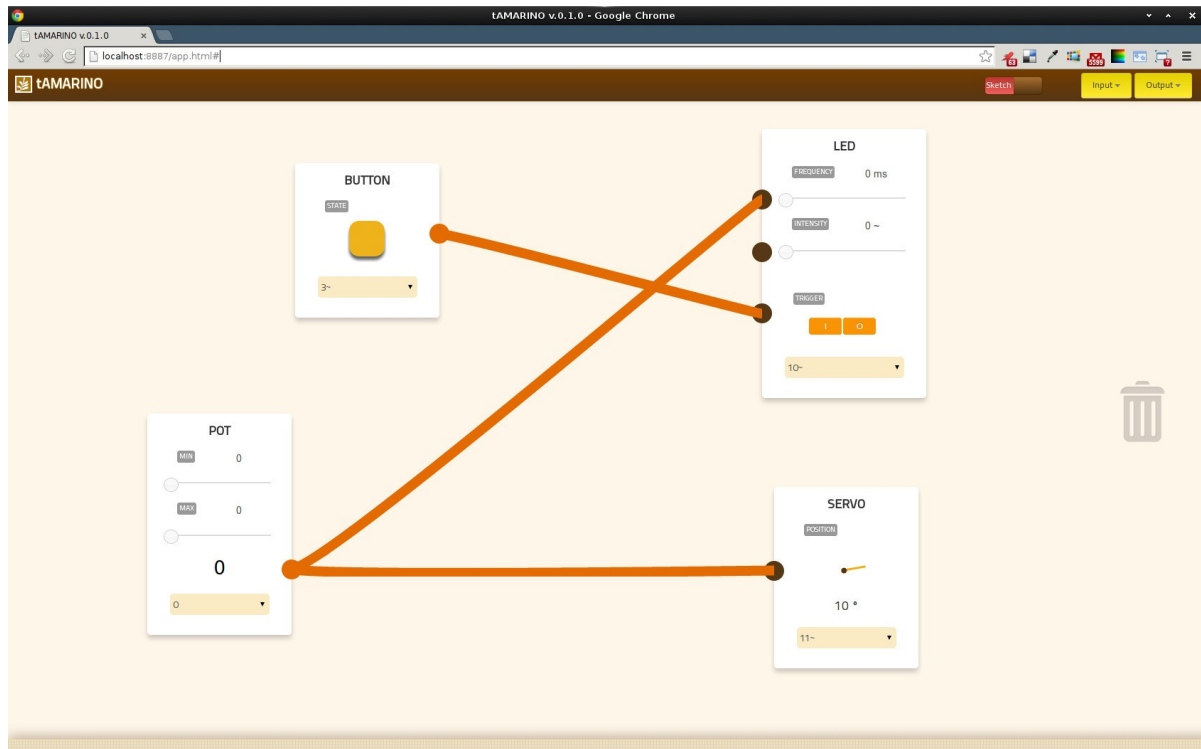 tAMARINO v.0.1.0 - Google Chrome
tAMARINO v.0.1.0 ×
localhost:8887/app.html#
63
5599
?
tAMARINO
Sketch
Input
Output
BUTTON
STATE
3~
LED
FREQUENCY 0 ms
INTENSITY 0 ~
TRIGGER
I O
10~
POT
MIN 0
MAX 0
0
0
SERVO
POSITION
10 °
11~